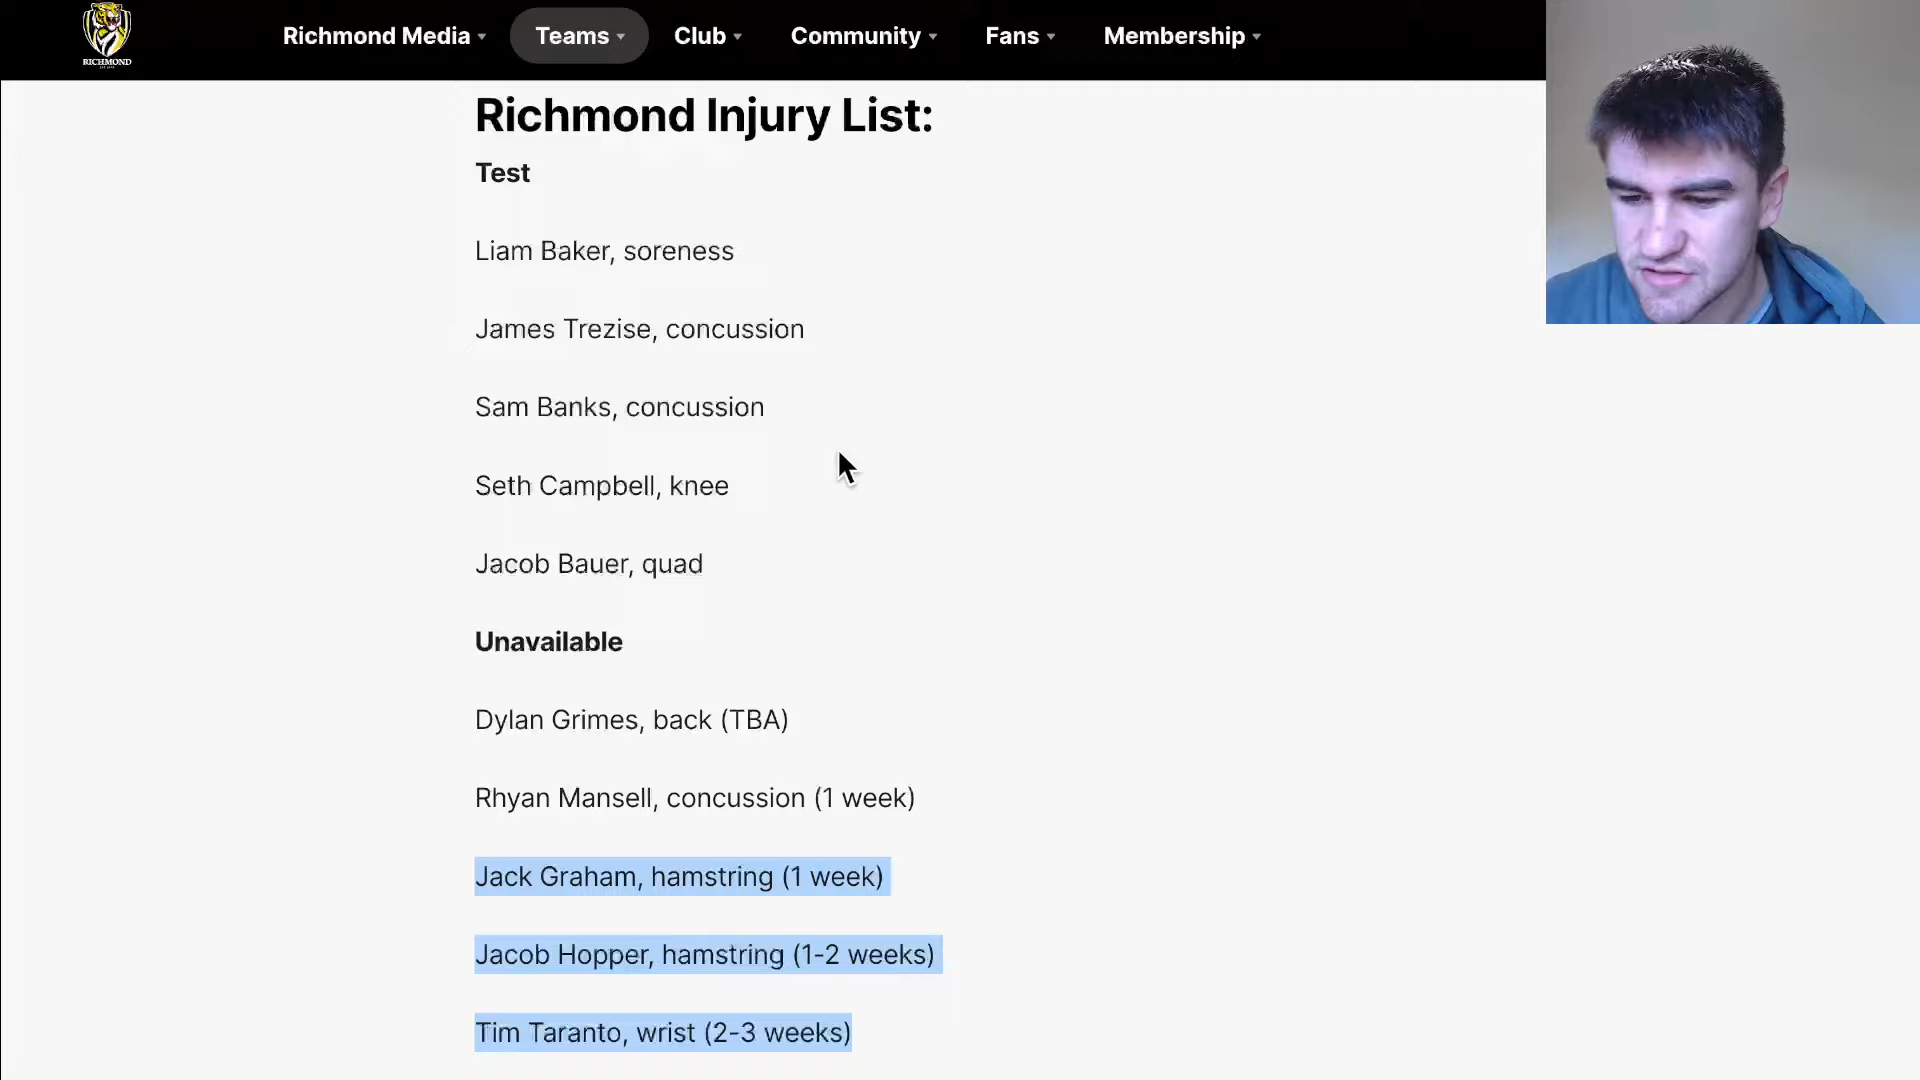 RICHMOND
Richmond Media Teams Club Community Fans Membership
Richmond Injury List:
Test
Liam Baker, soreness
James Trezise, concussion
Sam Banks, concussion
Seth Campbell, knee
Jacob Bauer, quad
Unavailable
Dylan Grimes, back (TBA)
Rhyan Mansell, concussion (1 week)
Jack Graham, hamstring (1 week)
Jacob Hopper, hamstring (1-2 weeks)
Tim Taranto, wrist (2-3 weeks)